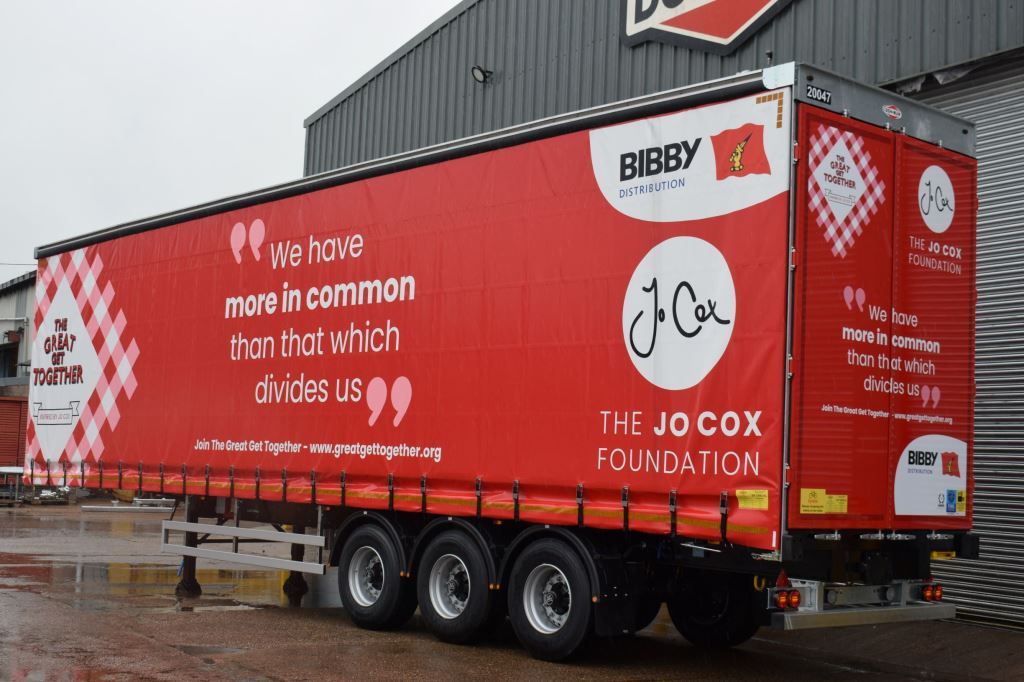 THE
GREAT
GET
TOGETHER
INSPIRED BY JO COX
We have
more in common
than that which
divides us
Join The Great Get Together - www.greatgettogether.org
BIBBY
DISTRIBUTION
Jo Cox
THE JO COX
FOUNDATION
20047
THE
GREAT
GET
TOGETHER
Jo Cox
THE JO COX
FOUNDATION
We have
more in common
than that which
divides us
Join The Great Get Together - www.greatgettogether.org
BIBBY
DISTRIBUTION